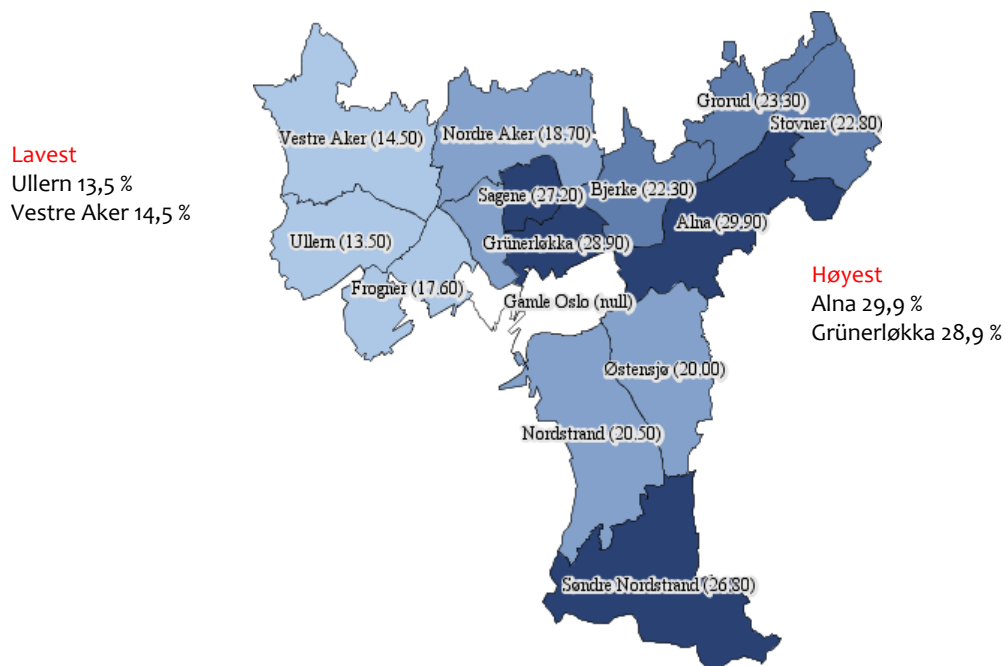 Grorud (23.30)
Stovner (22.80)
Vestre Aker (14.50)
Nordre Aker (18.70)
Lavest
Ullern 13,5 %
Vestre Aker 14,5 %
Sagene (27.20)
Bjerke (22.30)
Alna (29.90)
Ullern (13.50)
Grünerløkka (28.90)
Høyest
Alna 29,9 %
Grünerløkka 28,9 %
Frogner (17.60)
Gamle Oslo (null)
Østensjø (20.00)
Nordstrand (20.50)
Søndre Nordstrand (26.80)